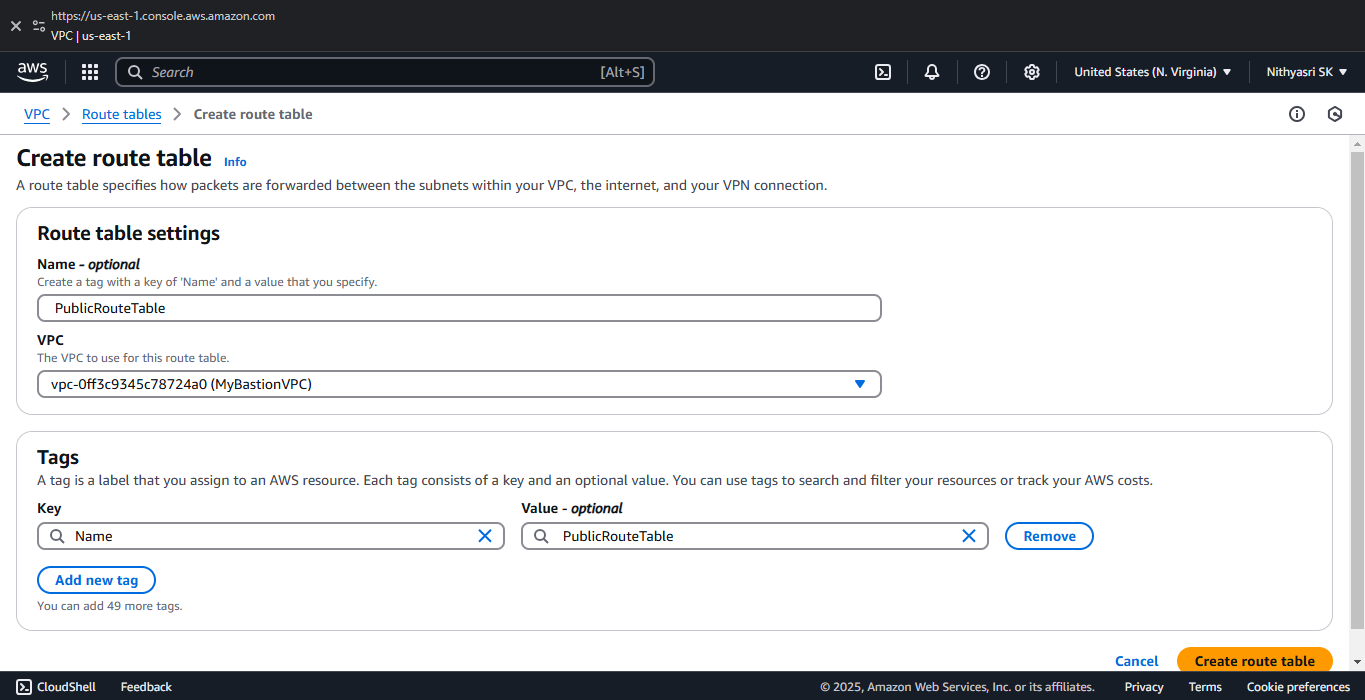 https://us-east-1.console.aws.amazon.com
VPC | us-east-1
aws
Search [Alt+S]
United States (N. Virginia) ▼ Nithyasri SK ▼
VPC > Route tables > Create route table
Create route table Info
A route table specifies how packets are forwarded between the subnets within your VPC, the internet, and your VPN connection.
Route table settings
Name - optional
Create a tag with a key of 'Name' and a value that you specify.
PublicRouteTable
VPC
The VPC to use for this route table.
vpc-0ff3c9345c78724a0 (MyBastionVPC)
Tags
A tag is a label that you assign to an AWS resource. Each tag consists of a key and an optional value. You can use tags to search and filter your resources or track your AWS costs.
Key Value - optional
Name PublicRouteTable Remove
Add new tag
You can add 49 more tags.
Cancel Create route table
CloudShell Feedback © 2025, Amazon Web Services, Inc. or its affiliates. Privacy Terms Cookie preferences